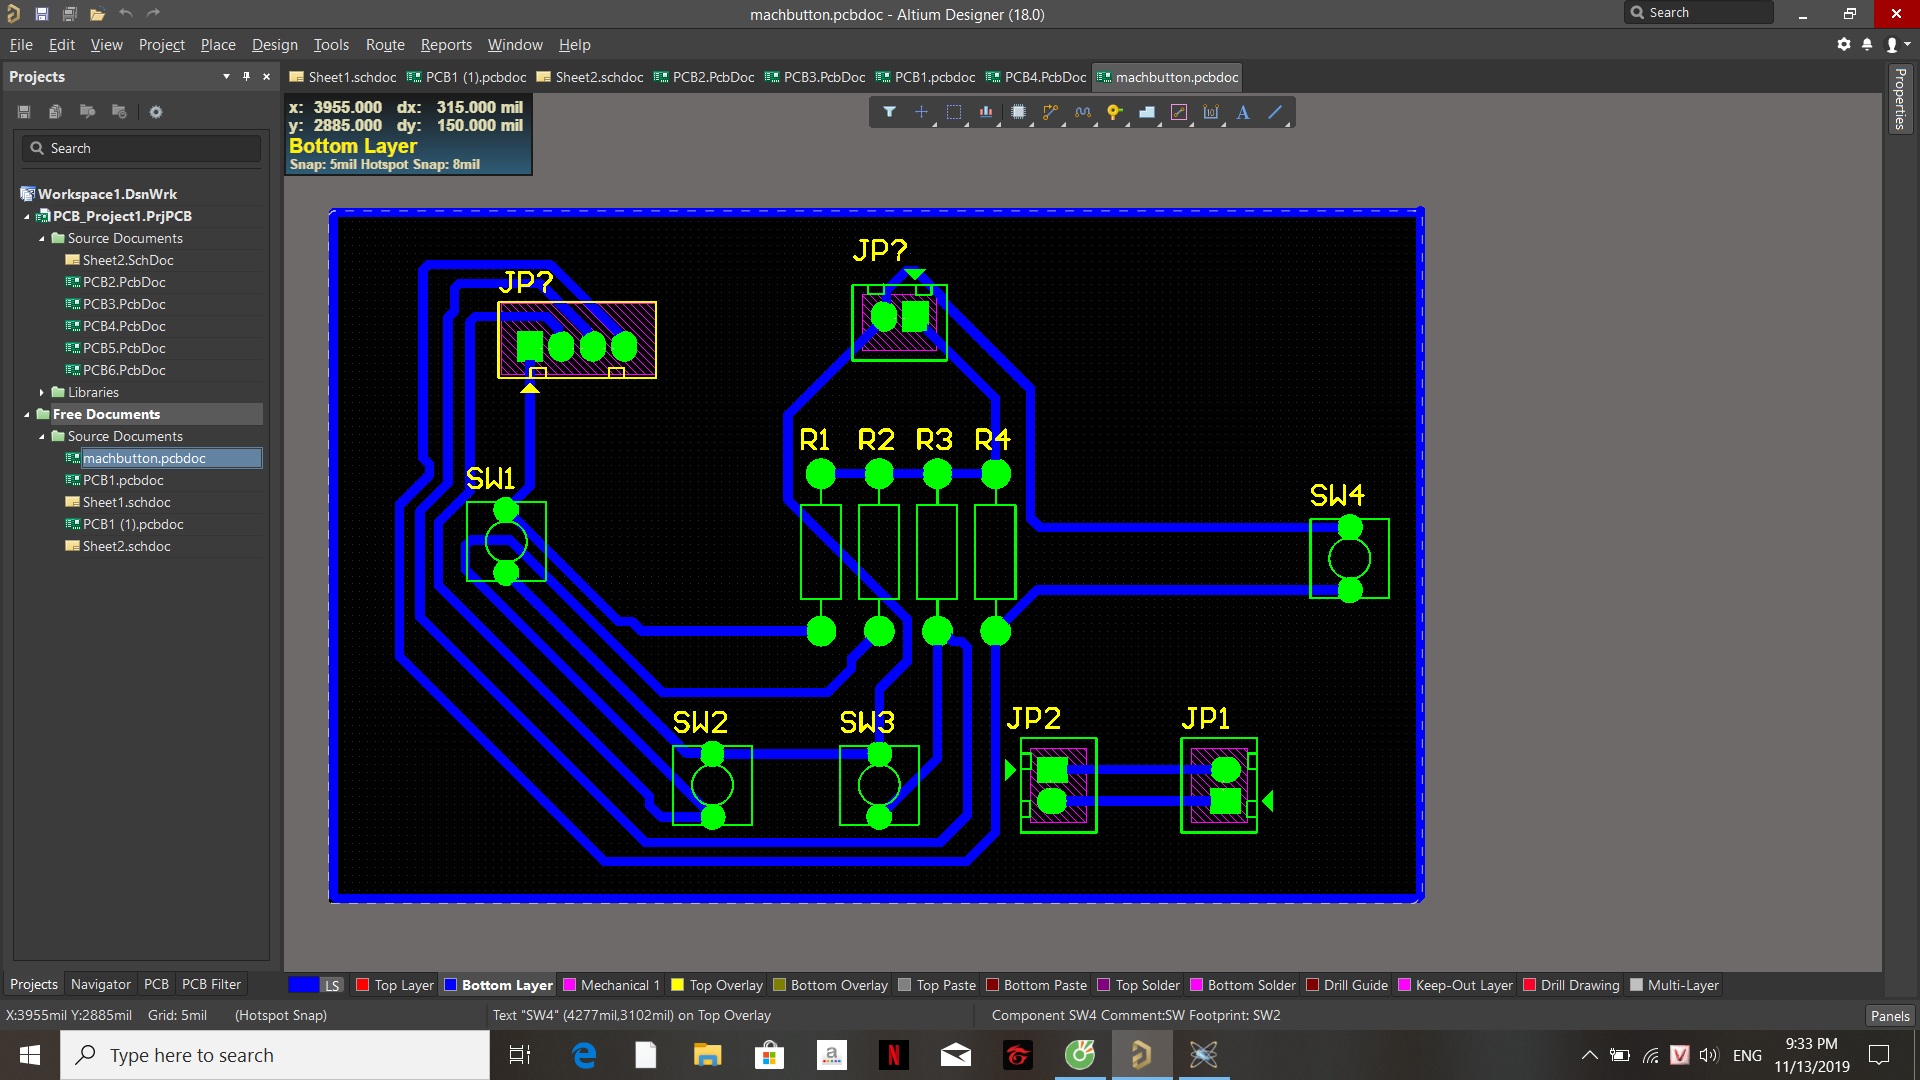 machbutton.pcbdoc - Altium Designer (18.0)
Search
File Edit View Project Place Design Tools Route Reports Window Help
Projects
Sheet1.schdoc PCB1 (1).pcbdoc Sheet2.schdoc PCB2.PcbDoc PCB3.PcbDoc PCB1.pcbdoc PCB4.PcbDoc machbutton.pcbdoc
Properties
x: 3955.000 dx: 315.000 mil
y: 2885.000 dy: 150.000 mil
Bottom Layer
Snap: 5mil Hotspot Snap: 8mil
Search
Workspace1.DsnWrk
PCB_Project1.PrjPCB
Source Documents
Sheet2.SchDoc
PCB2.PcbDoc
PCB3.PcbDoc
PCB4.PcbDoc
PCB5.PcbDoc
PCB6.PcbDoc
Libraries
Free Documents
Source Documents
machbutton.pcbdoc
PCB1.pcbdoc
Sheet1.schdoc
PCB1 (1).pcbdoc
Sheet2.schdoc
JP?
JP?
R1 R2 R3 R4
SW1
SW4
SW2 SW3 JP2 JP1
Projects Navigator PCB PCB Filter
LS Top Layer Bottom Layer Mechanical 1 Top Overlay Bottom Overlay Top Paste Bottom Paste Top Solder Bottom Solder Drill Guide Keep-Out Layer Drill Drawing Multi-Layer
X:3955mil Y:2885mil Grid: 5mil (Hotspot Snap) Text "SW4" (4277mil,3102mil) on Top Overlay Component SW4 Comment:SW Footprint: SW2 Panels
Type here to search
ENG
9:33 PM
11/13/2019